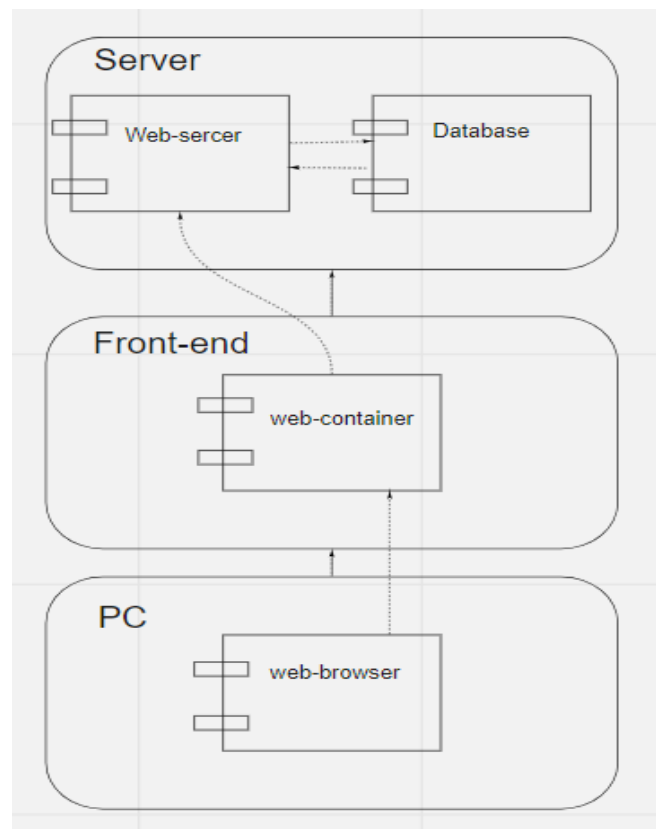 Server
Web-sercer
Database
Front-end
web-container
PC
web-browser